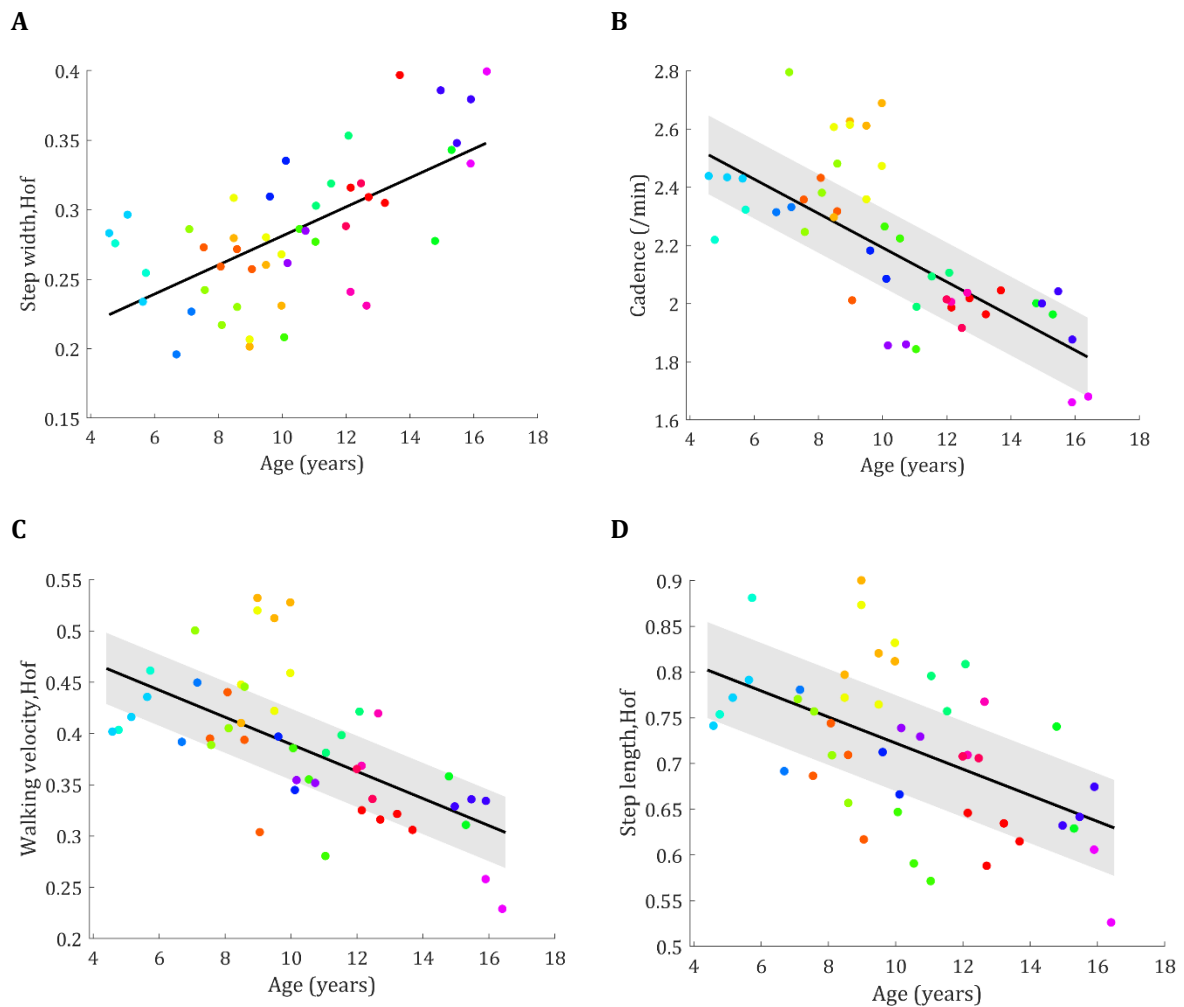 A
B
Step width,Hof
0.4
0.35
0.3
0.25
0.2
0.15
4 6 8 10 12 14 16 18
Age (years)
Cadence (/min)
2.8
2.6
2.4
2.2
2
1.8
1.6
4 6 8 10 12 14 16 18
Age (years)
C
D
Walking velocity,Hof
0.55
0.5
0.45
0.4
0.35
0.3
0.25
0.2
4 6 8 10 12 14 16 18
Age (years)
Step length,Hof
0.9
0.85
0.8
0.75
0.7
0.65
0.6
0.55
0.5
4 6 8 10 12 14 16 18
Age (years)